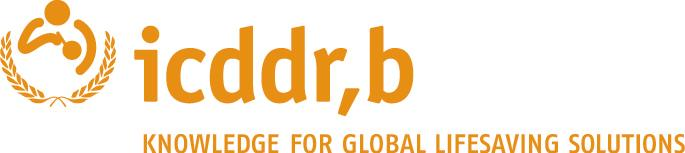 icddr,b
KNOWLEDGE FOR GLOBAL LIFESAVING SOLUTIONS